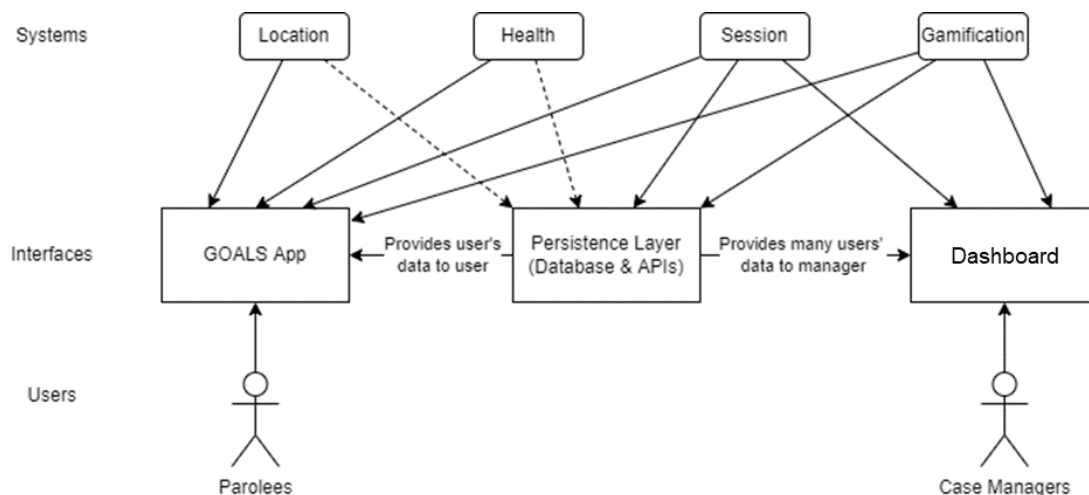 Systems
Location
Health
Session
Gamification
Interfaces
GOALS App
Provides user's
data to user
Persistence Layer
(Database & APIs)
Provides many users'
data to manager
Dashboard
Users
Parolees
Case Managers